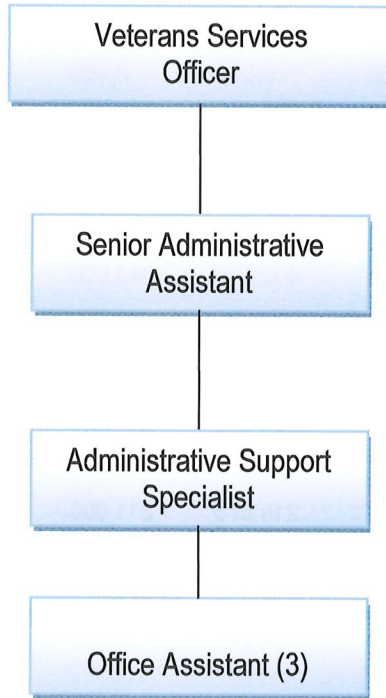 Veterans Services
Officer
Senior Administrative
Assistant
Administrative Support
Specialist
Office Assistant (3)